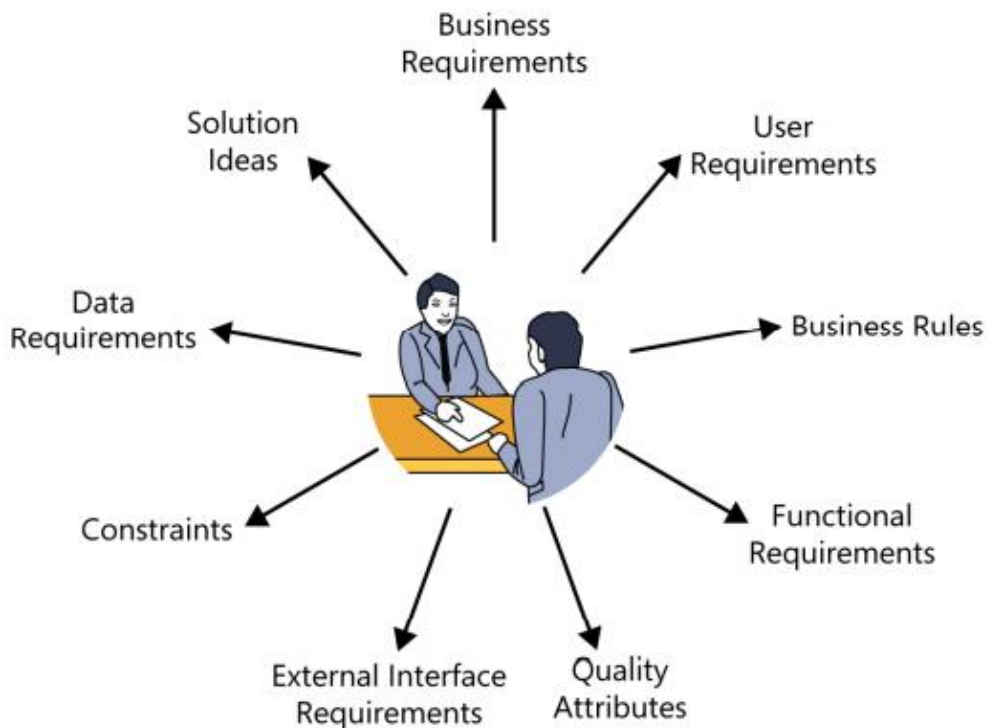 Business
Requirements
Solution
Ideas
User
Requirements
Data
Requirements
Business Rules
Constraints
Functional
Requirements
External Interface
Requirements
Quality
Attributes